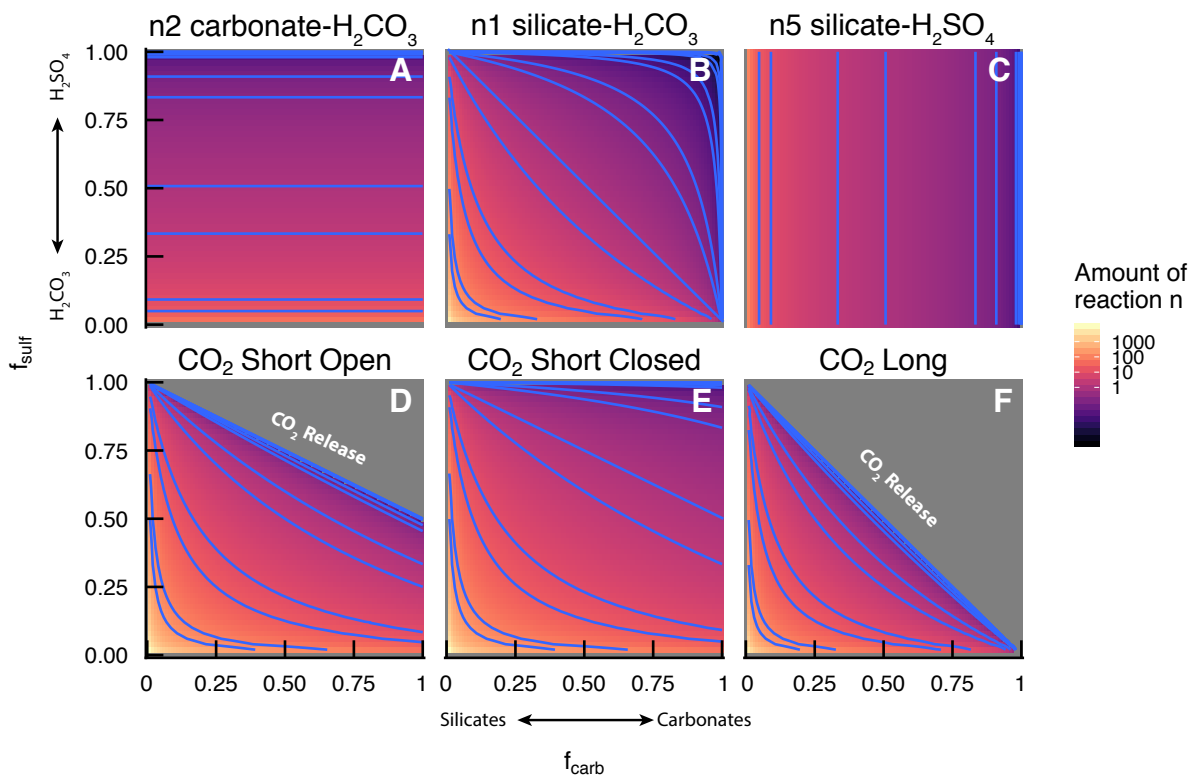 n2 carbonate-H₂CO₃
n1 silicate-H₂CO₃
n5 silicate-H₂SO₄
A
B
C
1.00
0.75
0.50
0.25
0.00
H₂SO₄
H₂CO₃
f_sulf
Amount of
reaction n
1000
100
10
1
CO₂ Short Open
CO₂ Short Closed
CO₂ Long
D
E
F
CO₂ Release
CO₂ Release
1.00
0.75
0.50
0.25
0.00
0 0.25 0.50 0.75 1
0 0.25 0.50 0.75 1
0 0.25 0.50 0.75 1
Silicates
Carbonates
f_carb